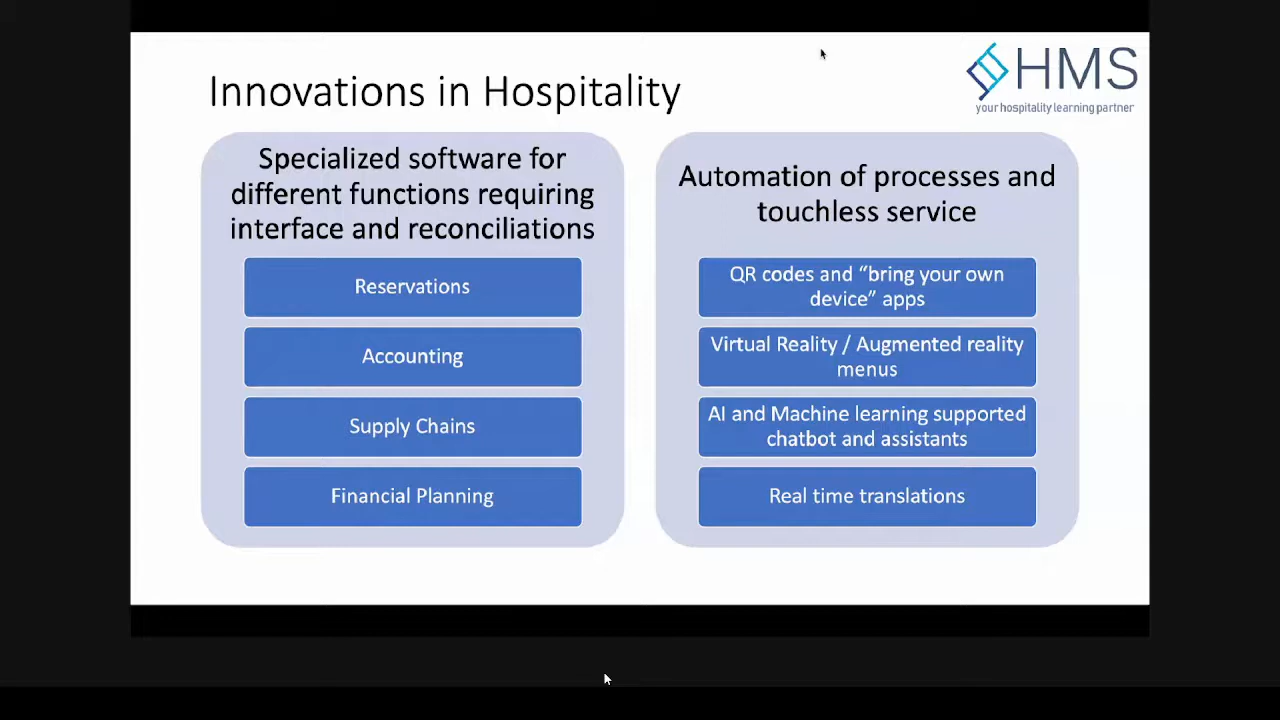 Innovations in Hospitality
HMS
your hospitality learning partner
Specialized software for
different functions requiring
interface and reconciliations
Reservations
Accounting
Supply Chains
Financial Planning
Automation of processes and
touchless service
QR codes and “bring your own
device” apps
Virtual Reality / Augmented reality
menus
AI and Machine learning supported
chatbot and assistants
Real time translations